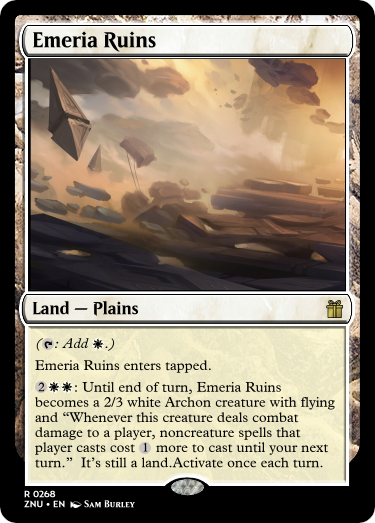 Emeria Ruins
Land — Plains
(: Add .)
Emeria Ruins enters tapped.
2: Until end of turn, Emeria Ruins
becomes a 2/3 white Archon creature with flying
and “Whenever this creature deals combat
damage to a player, noncreature spells that
player casts cost 1 more to cast until your next
turn.” It's still a land.Activate once each turn.
R 0268
ZNU • EN SAM BURLEY